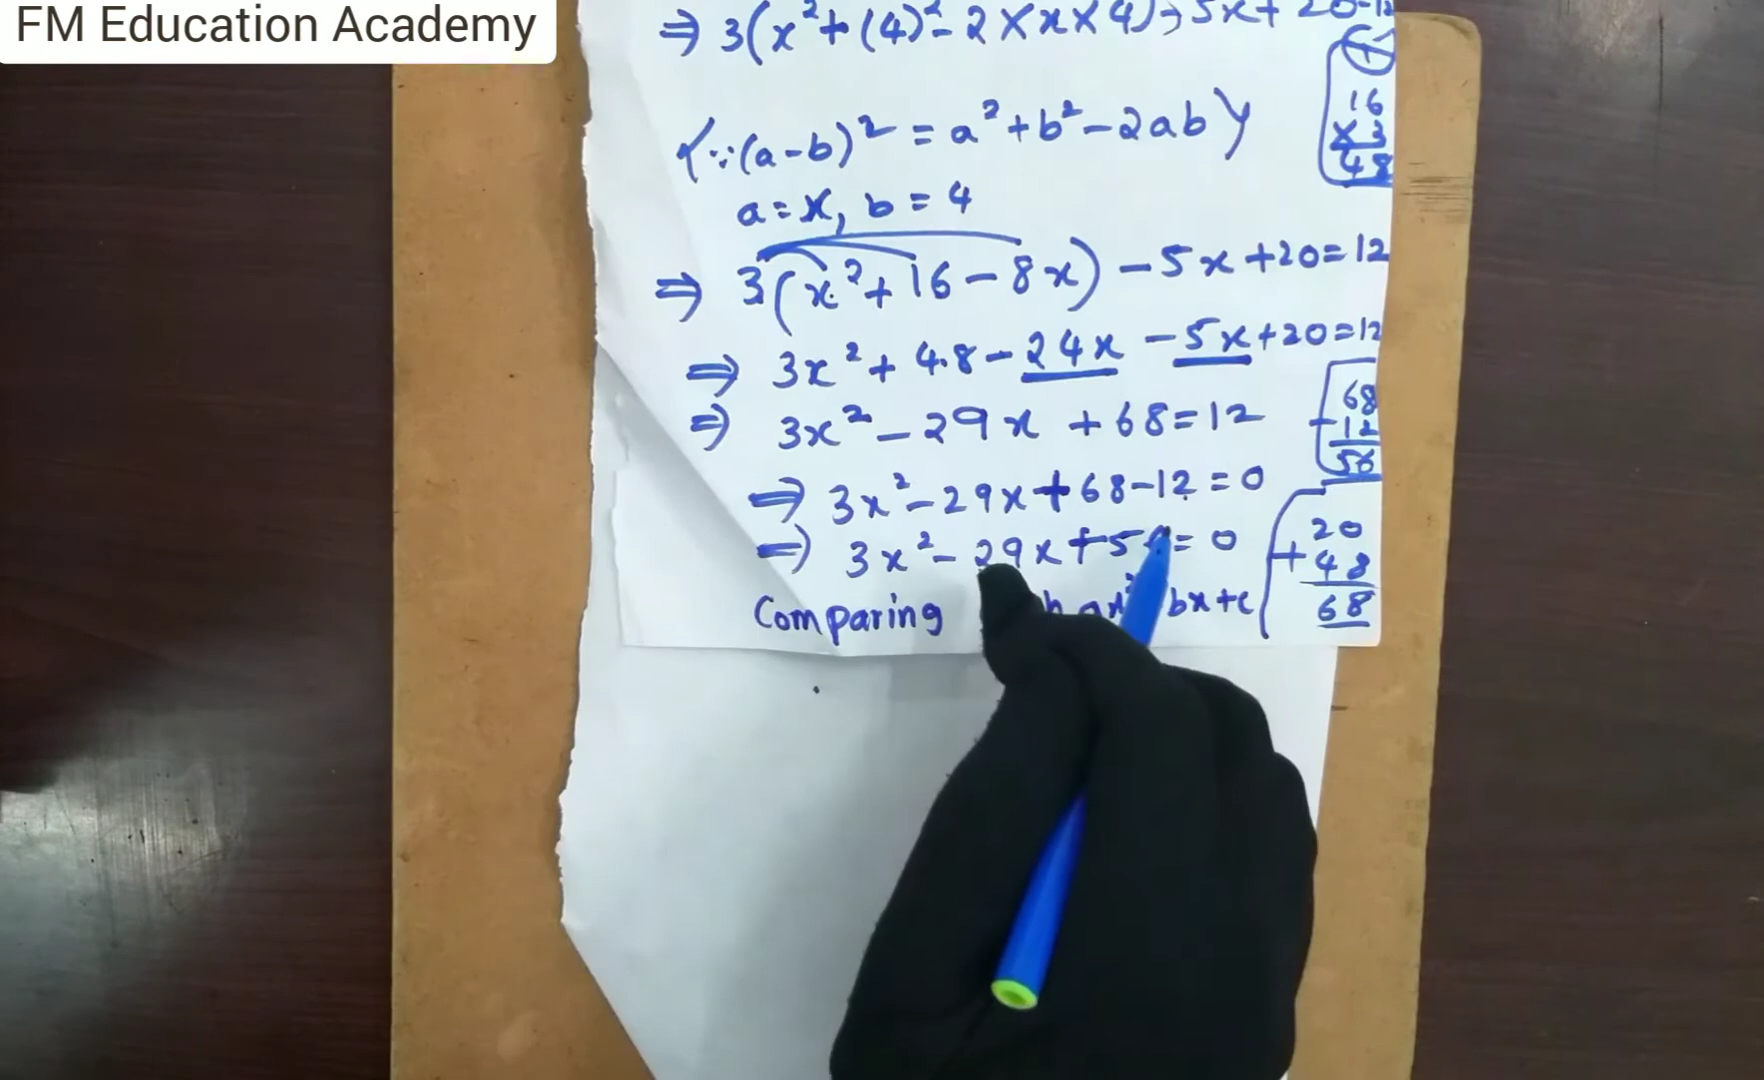 FM Education Academy
⇒ 3(x² + (4)² - 2 × x × 4) - 5x + 20 = 12
{∵ (a-b)² = a² + b² - 2ab}
a = x, b = 4
⇒ 3(x² + 16 - 8x) - 5x + 20 = 12
⇒ 3x² + 48 - 24x - 5x + 20 = 12
⇒ 3x² - 29x + 68 = 12
⇒ 3x² - 29x + 68 - 12 = 0
⇒ 3x² - 29x + 5 = 0
Comparing ax² bx + c
16
× 3
48
68
- 12
56
20
+ 48
68